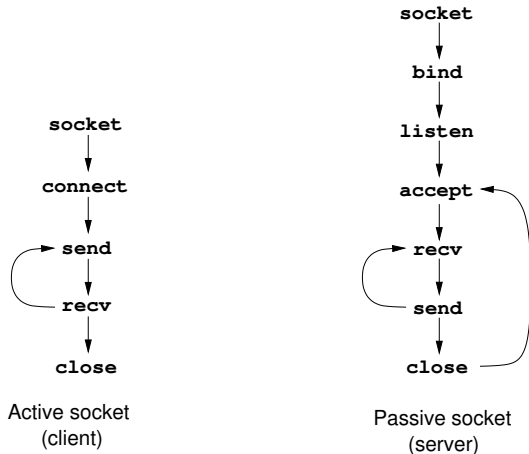 socket
connect
send
recv
close
Active socket
(client)
socket
bind
listen
accept
recv
send
close
Passive socket
(server)